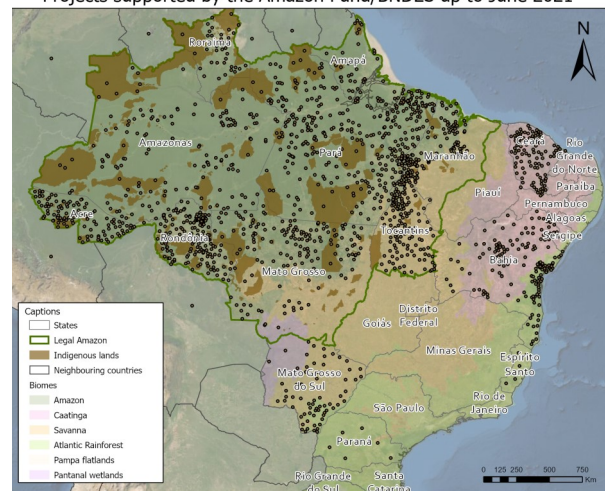 Projects supported by the Amazon Fund/BNDES up to June 2021
N
Roraima
Amapá
Amazonas
Pará
Maranhão
Ceará
Rio
Grande
do Norte
Paraíba
Piauí
Pernambuco
Alagoas
Sergipe
Acre
Rondônia
Tocantins
Bahia
Mato Grosso
Goiás
Distrito
Federal
Minas Gerais
Espírito
Santo
Mato Grosso
do Sul
São Paulo
Rio de
Janeiro
Paraná
Santa
Catarina
Rio Grande
do Sul
Captions
States
Legal Amazon
Indigenous lands
Neighbouring countries
Biomes
Amazon
Caatinga
Savanna
Atlantic Rainforest
Pampa flatlands
Pantanal wetlands
0 125 250 500 750
Km